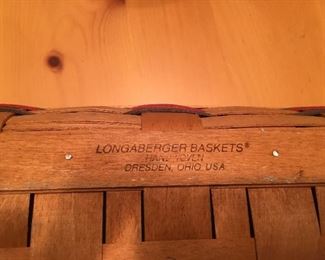 LONGABERGER BASKETS®
HANDWOVEN
DRESDEN, OHIO USA